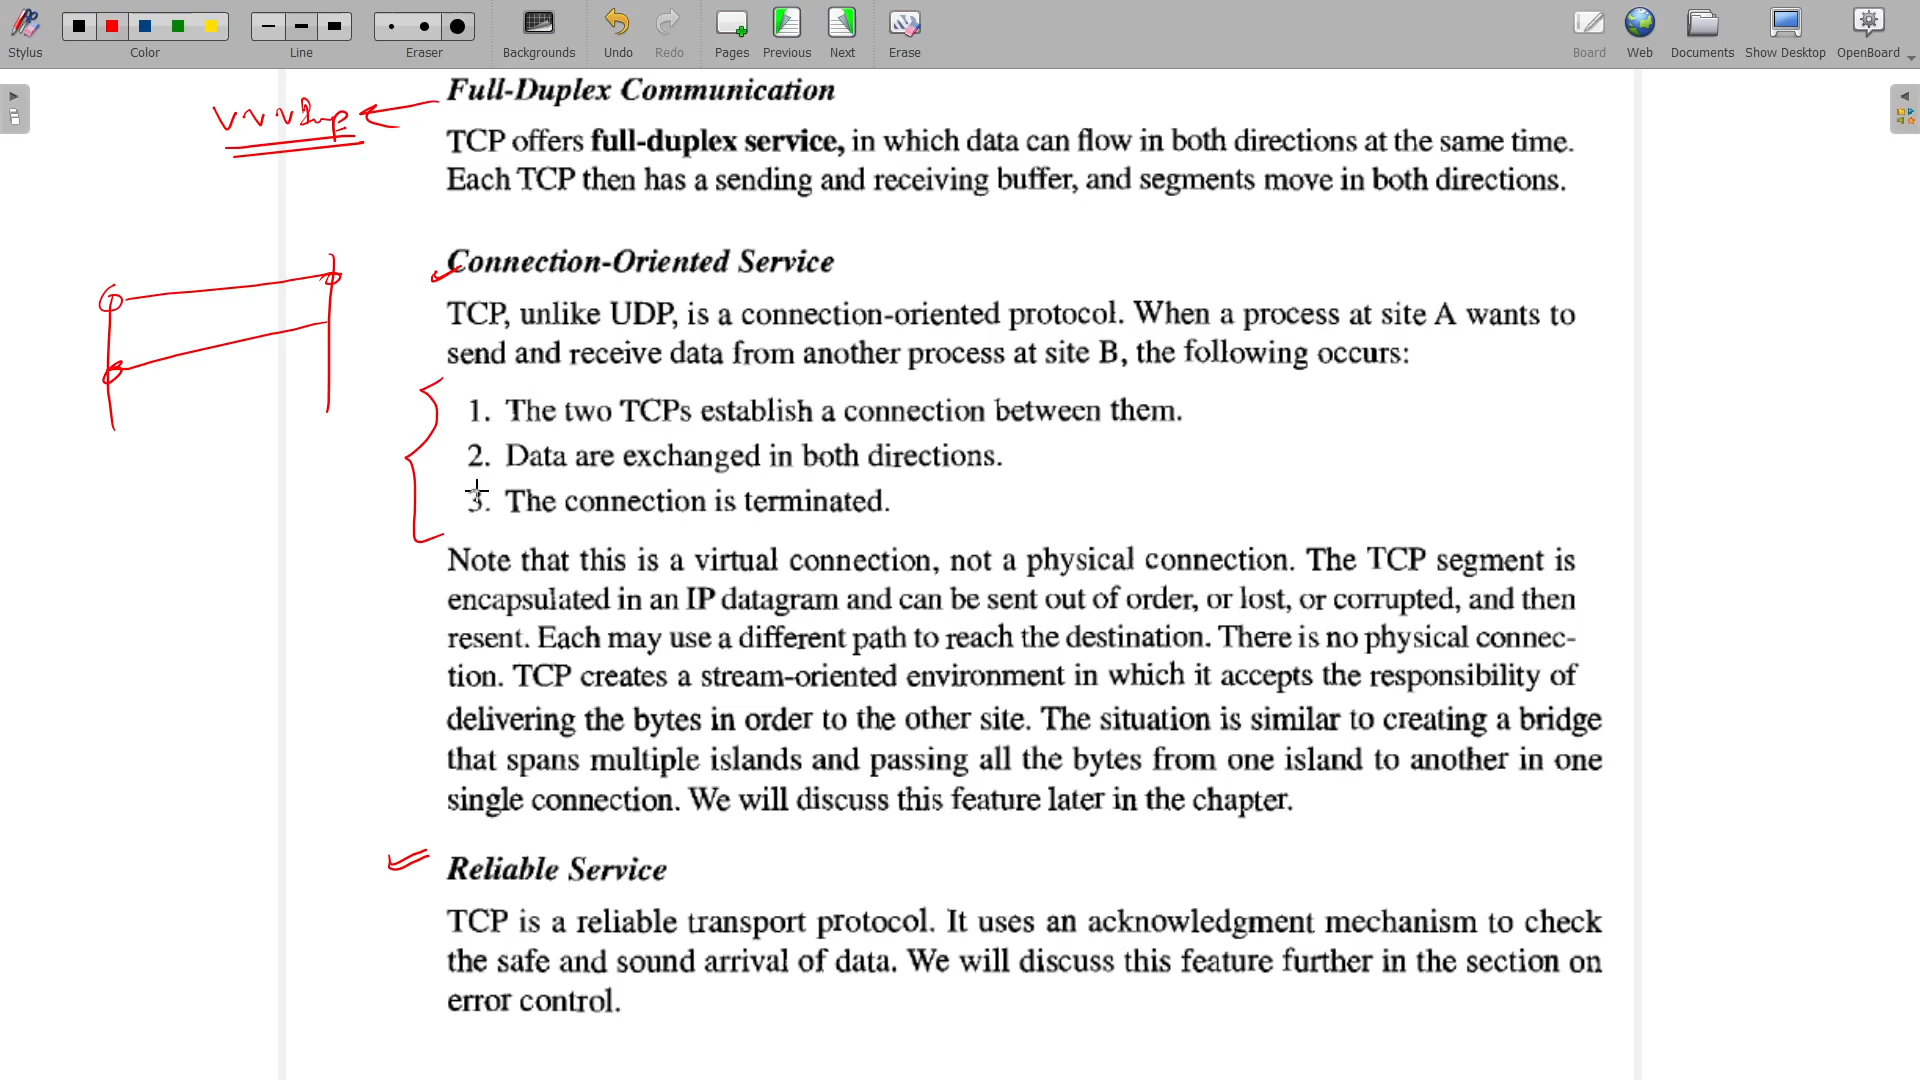 Stylus
Color
Line
Eraser
Backgrounds
Undo
Redo
Pages
Previous
Next
Erase
Board
Web
Documents
Show Desktop
OpenBoard
Full-Duplex Communication
TCP offers full-duplex service, in which data can flow in both directions at the same time.
Each TCP then has a sending and receiving buffer, and segments move in both directions.
Connection-Oriented Service
TCP, unlike UDP, is a connection-oriented protocol. When a process at site A wants to
send and receive data from another process at site B, the following occurs:
1. The two TCPs establish a connection between them.
2. Data are exchanged in both directions.
3. The connection is terminated.
Note that this is a virtual connection, not a physical connection. The TCP segment is
encapsulated in an IP datagram and can be sent out of order, or lost, or corrupted, and then
resent. Each may use a different path to reach the destination. There is no physical connec-
tion. TCP creates a stream-oriented environment in which it accepts the responsibility of
delivering the bytes in order to the other site. The situation is similar to creating a bridge
that spans multiple islands and passing all the bytes from one island to another in one
single connection. We will discuss this feature later in the chapter.
Reliable Service
TCP is a reliable transport protocol. It uses an acknowledgment mechanism to check
the safe and sound arrival of data. We will discuss this feature further in the section on
error control.